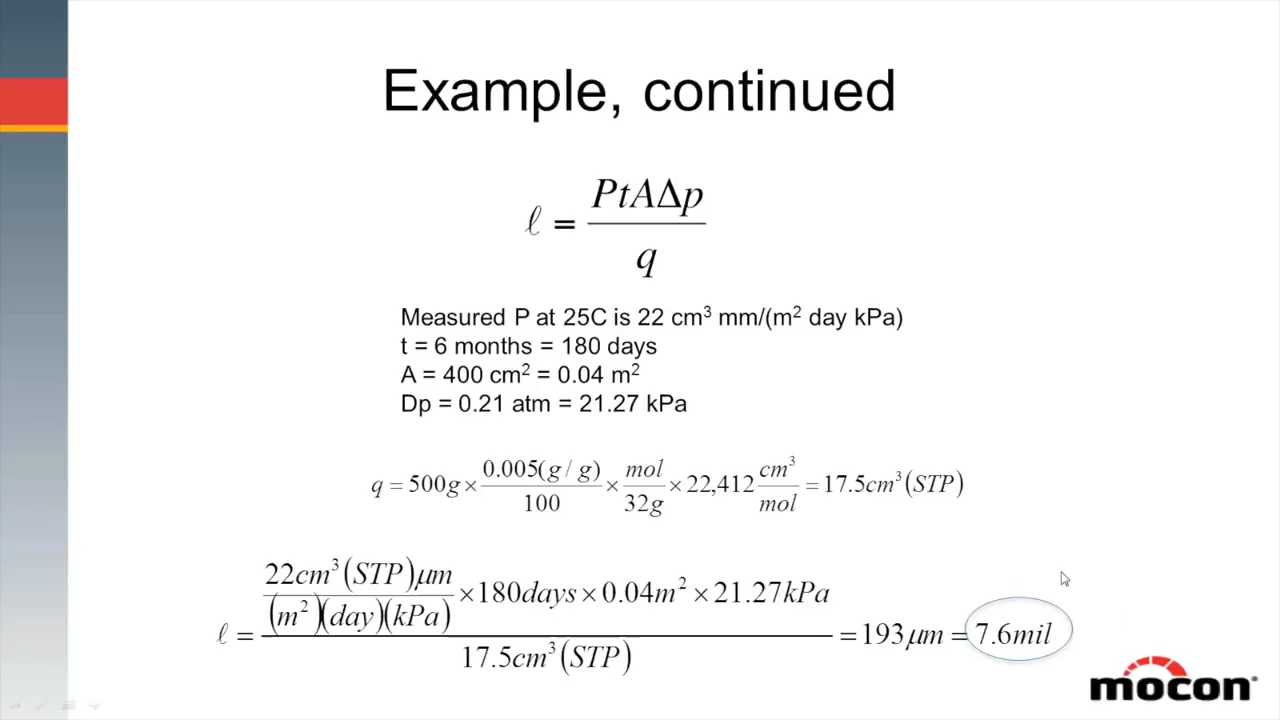 Example, continued
ℓ = PtAΔp / q
Measured P at 25C is 22 cm³ mm/(m² day kPa)
t = 6 months = 180 days
A = 400 cm² = 0.04 m²
Dp = 0.21 atm = 21.27 kPa
q = 500g × 0.005(g / g) / 100 × mol / 32g × 22,412 cm³ / mol = 17.5cm³(STP)
ℓ = 22cm³(STP)μm / (m²)(day)(kPa) × 180days × 0.04m² × 21.27kPa / 17.5cm³(STP) = 193μm = 7.6mil
mocon®